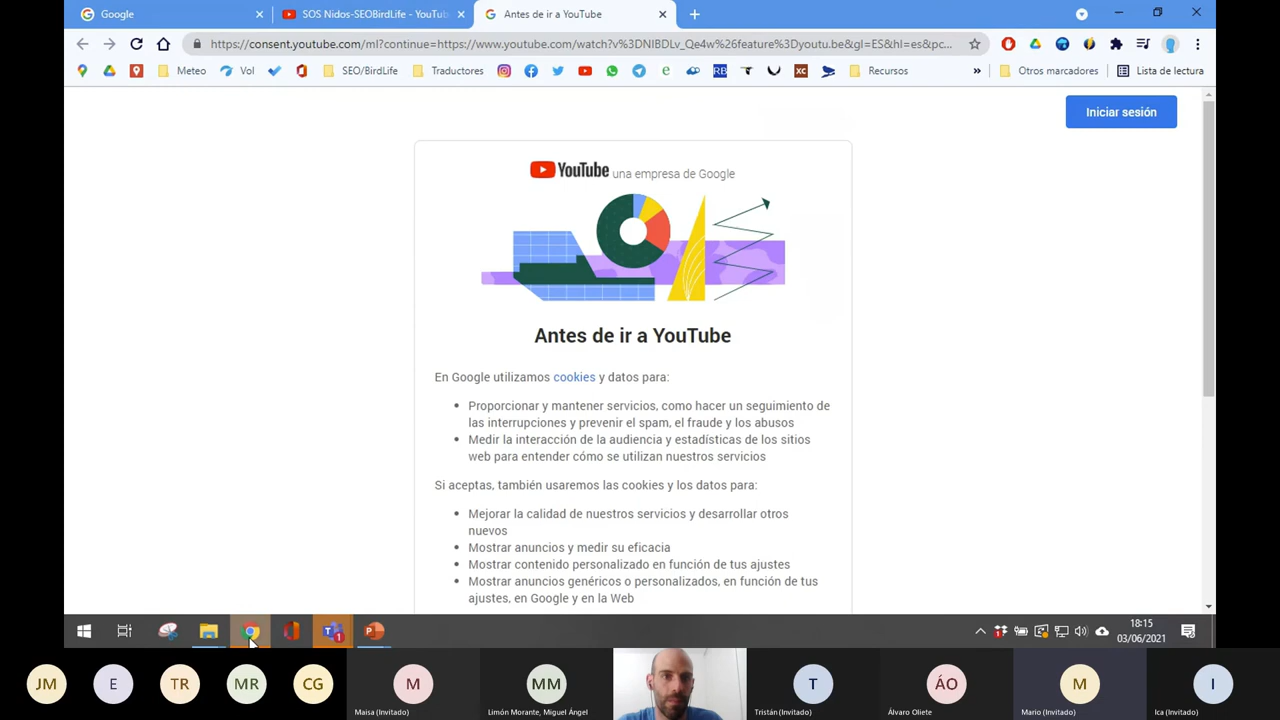 Google
SOS Nidos-SEOBirdLife - YouTu
Antes de ir a YouTube
https://consent.youtube.com/ml?continue=https://www.youtube.com/watch?v%3DNIBDLv_Qe4w%26feature%3Dyoutu.be&gl=ES&hl=es&pc...
Meteo
Vol
SEO/BirdLife
Traductores
RB
XC
Recursos
»
Otros marcadores
Lista de lectura
Iniciar sesión
YouTube una empresa de Google
Antes de ir a YouTube
En Google utilizamos cookies y datos para:
• Proporcionar y mantener servicios, como hacer un seguimiento de
las interrupciones y prevenir el spam, el fraude y los abusos
• Medir la interacción de la audiencia y estadísticas de los sitios
web para entender cómo se utilizan nuestros servicios
Si aceptas, también usaremos las cookies y los datos para:
• Mejorar la calidad de nuestros servicios y desarrollar otros
nuevos
• Mostrar anuncios y medir su eficacia
• Mostrar contenido personalizado en función de tus ajustes
• Mostrar anuncios genéricos o personalizados, en función de tus
ajustes, en Google y en la Web
18:15
03/06/2021
JM
E
TR
MR
CG
M
MM
T
ÁO
M
I
Maisa (Invitado)
Limón Morante, Miguel Ángel
Tristán (Invitado)
Álvaro Oliete
Mario (Invitado)
Ica (Invitado)